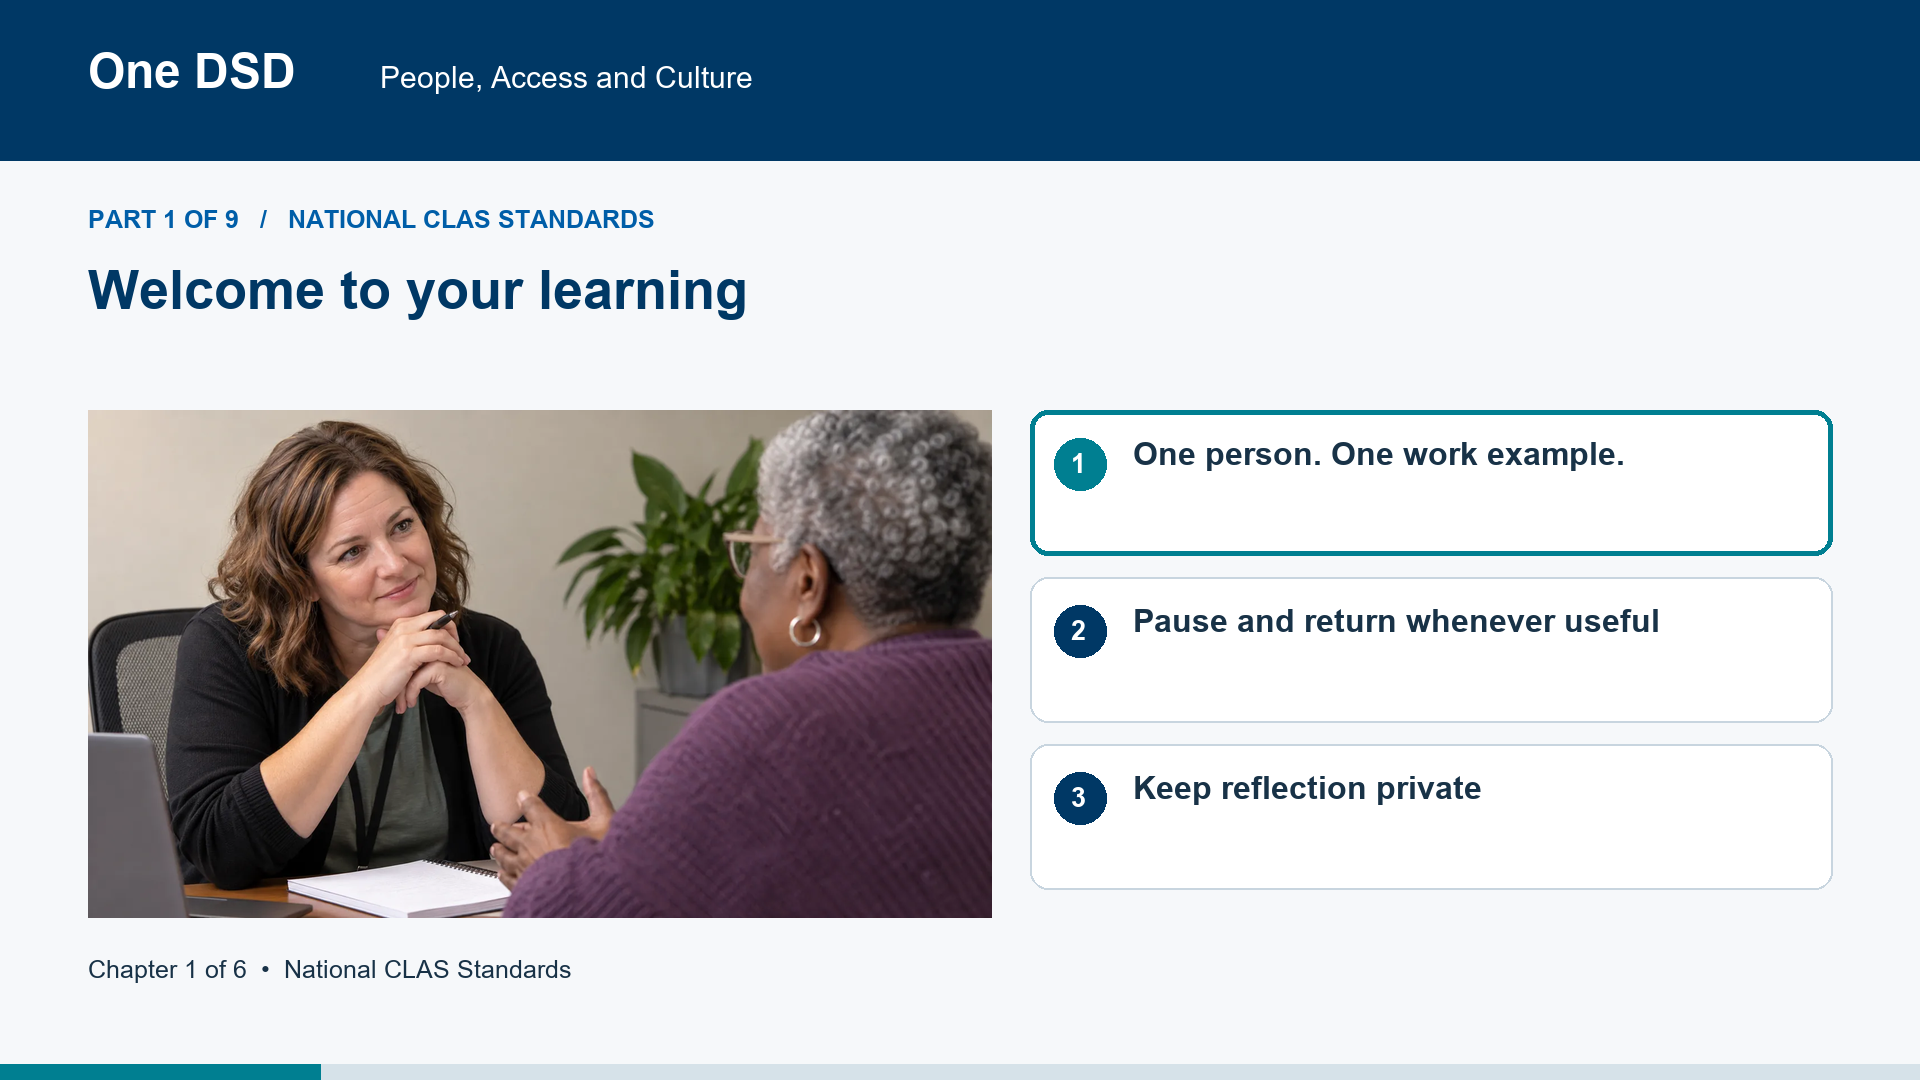 One DSD
People, Access and Culture
PART 1 OF 9 / NATIONAL CLAS STANDARDS
Welcome to your learning
1
One person. One work example.
2
Pause and return whenever useful
3
Keep reflection private
Chapter 1 of 6 • National CLAS Standards